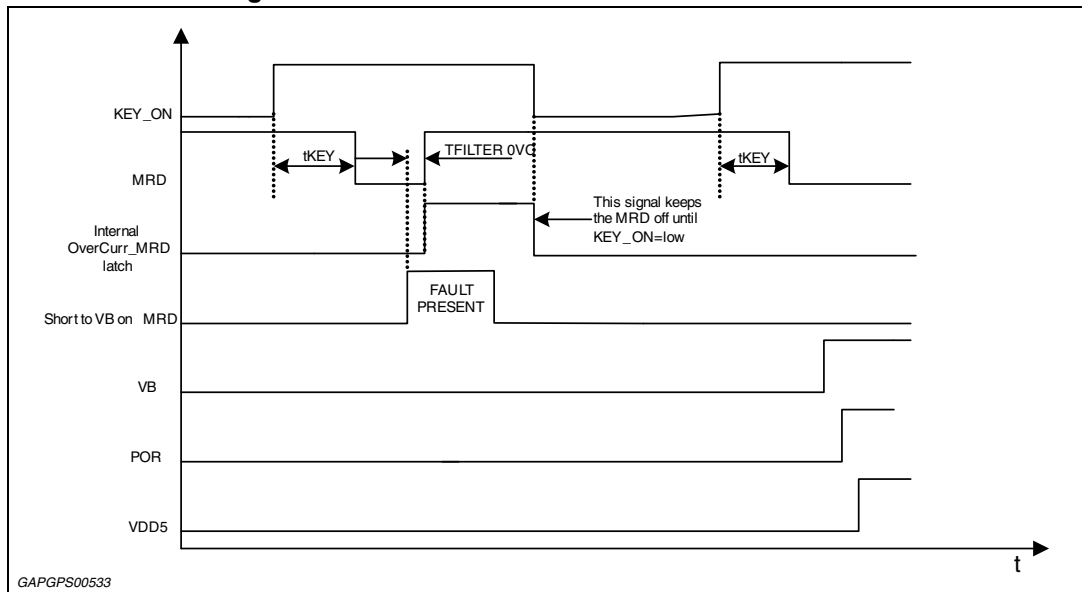 KEY_ON
tKEY
TFILTER 0VC
tKEY
MRD
This signal keeps
the MRD off until
KEY_ON=low
Internal
OverCurr_MRD
latch
FAULT
PRESENT
Short to VB on MRD
VB
POR
VDD5
t
GAPGPS00533